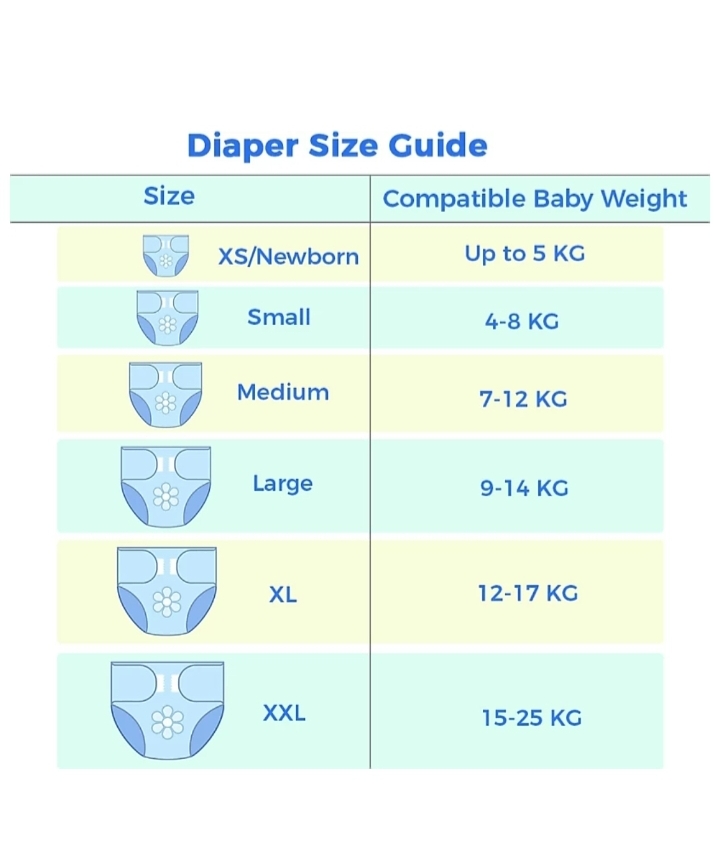 Diaper Size Guide
Size Compatible Baby Weight
XS/Newborn Up to 5 KG
Small 4-8 KG
Medium 7-12 KG
Large 9-14 KG
XL 12-17 KG
XXL 15-25 KG